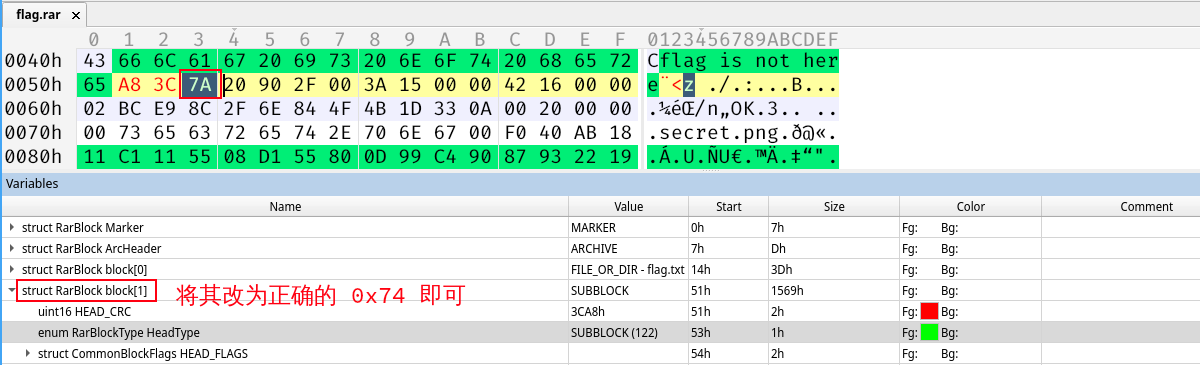 flag.rar ×
0 1 2 3 4 5 6 7 8 9 A B C D E F 0123456789ABCDEF
0040h 43 66 6C 61 67 20 69 73 20 6E 6F 74 20 68 65 72 Cflag is not her
0050h 65 A8 3C 7A 20 90 2F 00 3A 15 00 00 42 16 00 00 e¨<z ./.:...B...
0060h 02 BC E9 8C 2F 6E 84 4F 4B 1D 33 0A 00 20 00 00 .¼éŒ/n„OK.3.. ..
0070h 00 73 65 63 72 65 74 2E 70 6E 67 00 F0 40 AB 18 .secret.png.ð@«.
0080h 11 C1 11 55 08 D1 55 80 0D 99 C4 90 87 93 22 19 .Á.U.ÑU€.™Ä.‡“".
Variables
Name Value Start Size Color Comment
struct RarBlock Marker MARKER 0h 7h Fg: Bg:
struct RarBlock ArcHeader ARCHIVE 7h Dh Fg: Bg:
struct RarBlock block[0] FILE_OR_DIR - flag.txt 14h 3Dh Fg: Bg:
struct RarBlock block[1] 将其改为正确的 0x74 即可 SUBBLOCK 51h 1569h Fg: Bg:
uint16 HEAD_CRC 3CA8h 51h 2h Fg: Bg:
enum RarBlockType HeadType SUBBLOCK (122) 53h 1h Fg: Bg:
struct CommonBlockFlags HEAD_FLAGS 54h 2h Fg: Bg: